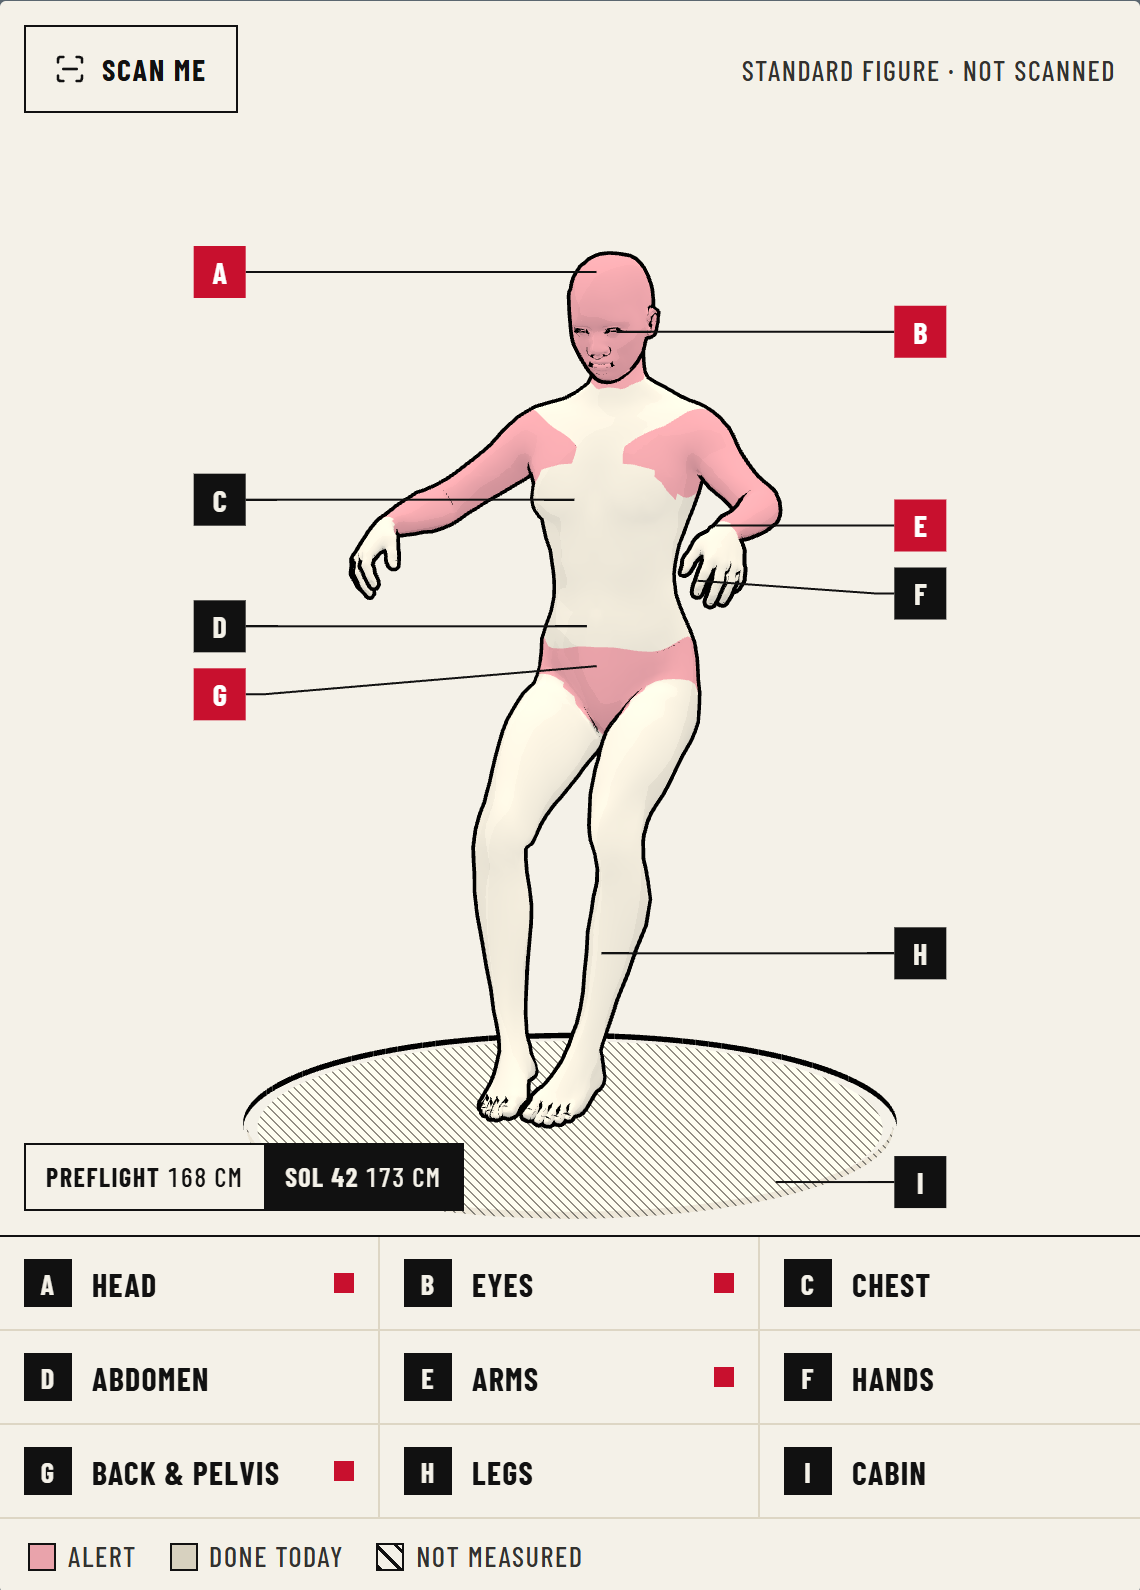 SCAN ME
STANDARD FIGURE · NOT SCANNED
A
B
C
E
F
D
G
H
I
PREFLIGHT 168 CM
SOL 42 173 CM
A HEAD
B EYES
C CHEST
D ABDOMEN
E ARMS
F HANDS
G BACK & PELVIS
H LEGS
I CABIN
ALERT
DONE TODAY
NOT MEASURED